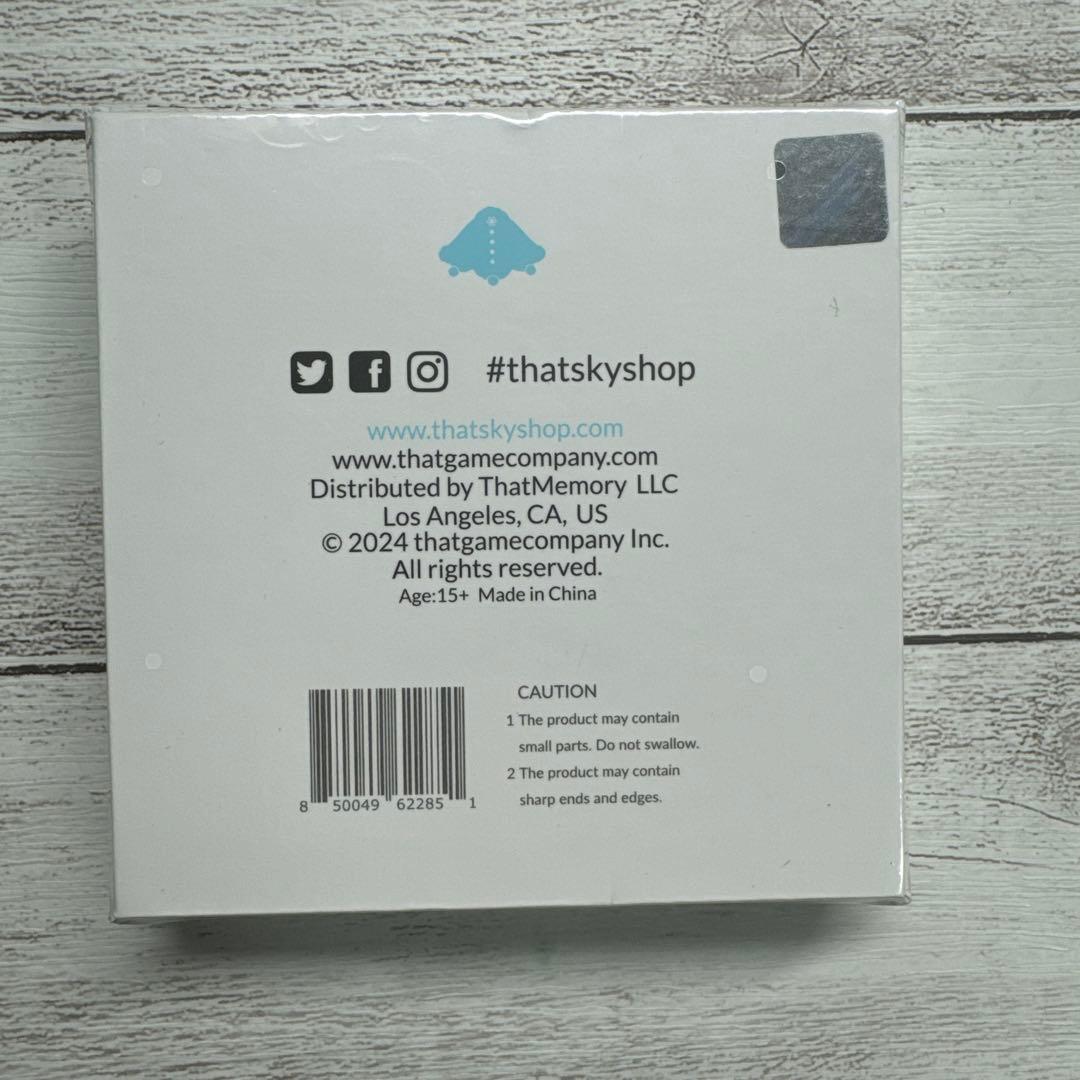 #thatskyshop
www.thatskyshop.com
www.thatgamecompany.com
Distributed by ThatMemory LLC
Los Angeles, CA, US
© 2024 thatgamecompany Inc.
All rights reserved.
Age:15+ Made in China
CAUTION
1 The product may contain
small parts. Do not swallow.
2 The product may contain
sharp ends and edges.
8 50049 62285 1